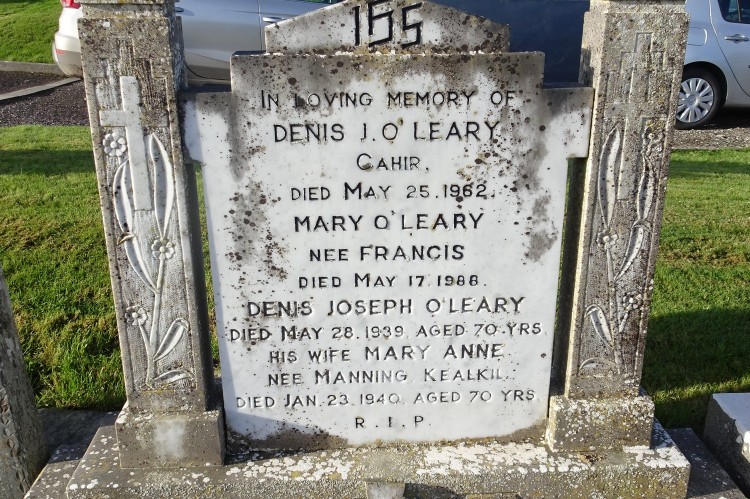 IHS
IN LOVING MEMORY OF
DENIS J. O'LEARY
CAHIR.
DIED MAY 25. 1962.
MARY O'LEARY
NEE FRANCIS
DIED MAY 17. 1988.
DENIS JOSEPH O'LEARY
DIED MAY 28. 1939. AGED 70 YRS.
HIS WIFE MARY ANNE
NEE MANNING KEALKIL.
DIED JAN. 23. 1940. AGED 70 YRS.
R.I.P.